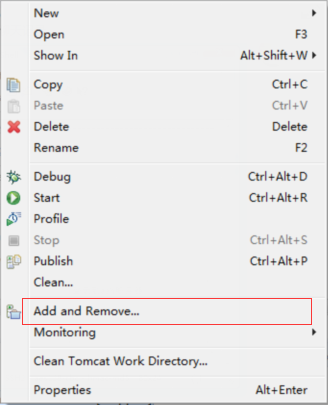 New
Open F3
Show In Alt+Shift+W
Copy Ctrl+C
Paste Ctrl+V
Delete Delete
Rename F2
Debug Ctrl+Alt+D
Start Ctrl+Alt+R
Profile
Stop Ctrl+Alt+S
Publish Ctrl+Alt+P
Clean...
Add and Remove...
Monitoring
Clean Tomcat Work Directory...
Properties Alt+Enter